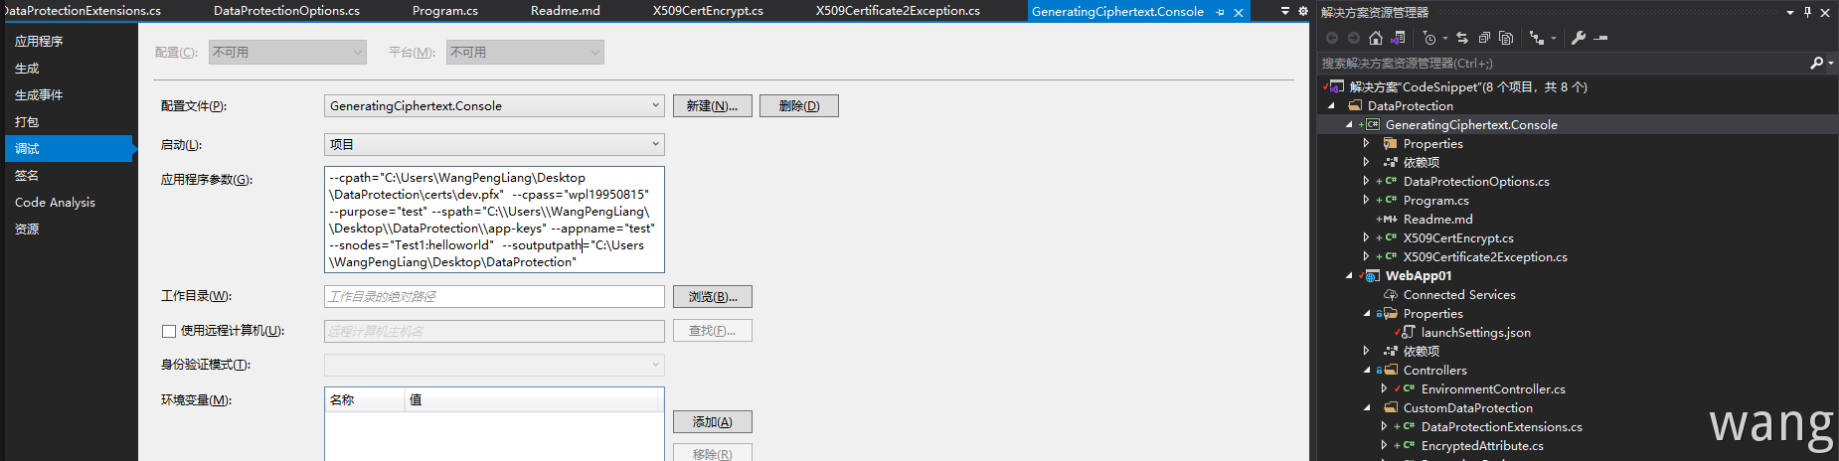 DataProtectionExtensions.cs DataProtectionOptions.cs Program.cs Readme.md X509CertEncrypt.cs X509Certificate2Exception.cs GeneratingCiphertext.Console
应用程序
生成
生成事件
打包
调试
签名
Code Analysis
资源
配置(C): 不可用 平台(M): 不可用
配置文件(P): GeneratingCiphertext.Console 新建(N)... 删除(D)
启动(L): 项目
应用程序参数(G):
--cpath="C:\Users\WangPengLiang\Desktop
\DataProtection\certs\dev.pfx" --cpass="wpl19950815"
--purpose="test" --spath="C:\\Users\\WangPengLiang\
\Desktop\\DataProtection\\app-keys" --appname="test"
--snodes="Test1:helloworld" --soutputpath="C:\Users
\WangPengLiang\Desktop\DataProtection"
工作目录(W): 工作目录的绝对路径 浏览(B)...
使用远程计算机(U): 远程计算机主机名 查找(F)...
身份验证模式(T):
环境变量(M): 名称 值
添加(A)
移除(R)
解决方案资源管理器
搜索解决方案资源管理器(Ctrl+;)
解决方案"CodeSnippet"(8 个项目，共 8 个)
DataProtection
GeneratingCiphertext.Console
Properties
依赖项
DataProtectionOptions.cs
Program.cs
Readme.md
X509CertEncrypt.cs
X509Certificate2Exception.cs
WebApp01
Connected Services
Properties
launchSettings.json
依赖项
Controllers
EnvironmentController.cs
CustomDataProtection
DataProtectionExtensions.cs
EncryptedAttribute.cs
wang